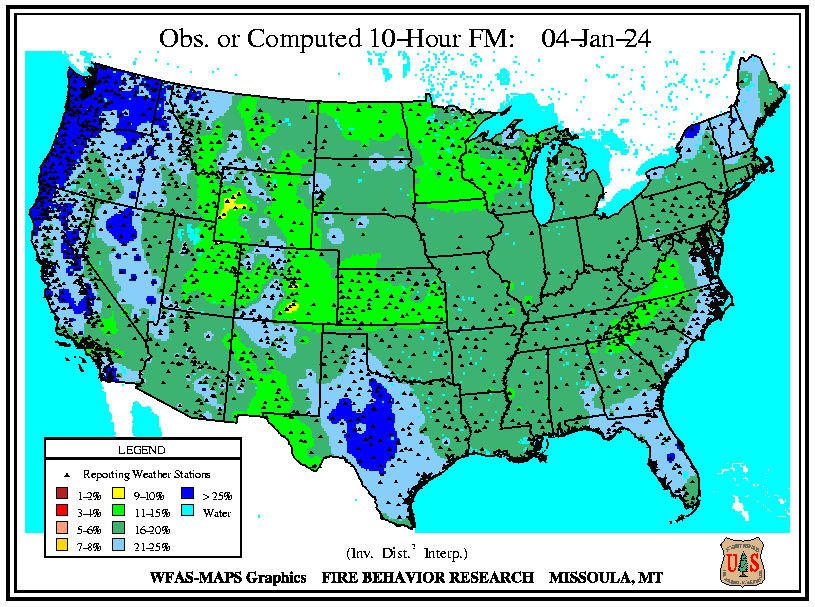 Obs. or Computed 10-Hour FM: 04-Jan-24
LEGEND
Reporting Weather Stations
1-2% 9-10% > 25%
3-4% 11-15% Water
5-6% 16-20%
7-8% 21-25%
(Inv. Dist.² Interp.)
WFAS-MAPS Graphics FIRE BEHAVIOR RESEARCH MISSOULA, MT
U S